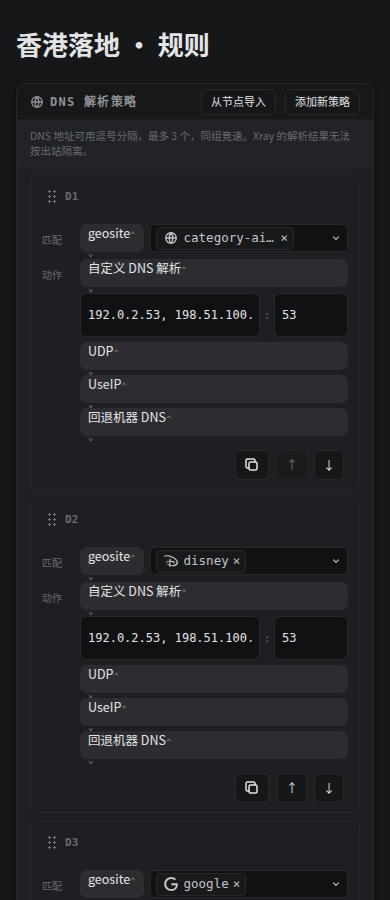 香港落地 · 规则
DNS 解析策略
从节点导入
添加新策略
DNS 地址可用逗号分隔，最多 3 个，同组竞速。Xray 的解析结果无法
按出站隔离。
D1
匹配
geosite
category-ai… ×
动作
自定义 DNS 解析
192.0.2.53, 198.51.100. : 53
UDP
UseIP
回退机器 DNS
↑ ↓
D2
匹配
geosite
disney ×
动作
自定义 DNS 解析
192.0.2.53, 198.51.100. : 53
UDP
UseIP
回退机器 DNS
↑ ↓
D3
匹配
geosite
google ×